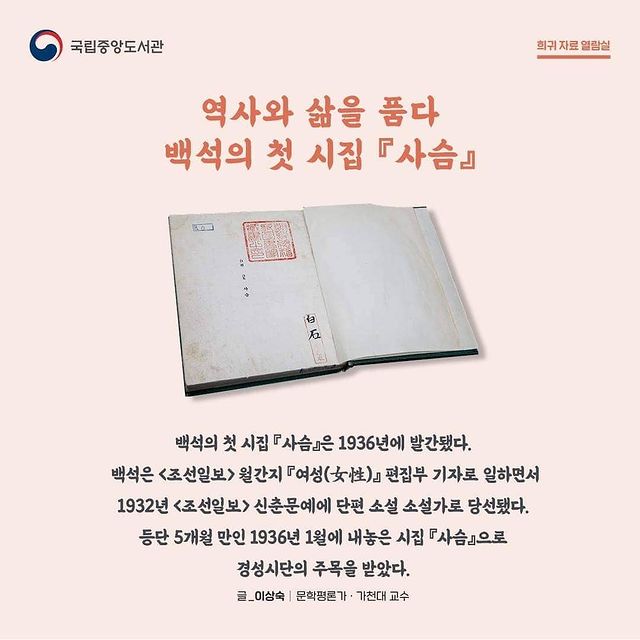 국립중앙도서관
희귀 자료 열람실
역사와 삶을 품다
백석의 첫 시집 『사슴』
白石
백석의 첫 시집 『사슴』은 1936년에 발간됐다.
백석은 <조선일보> 월간지 『여성(女性)』 편집부 기자로 일하면서
1932년 <조선일보> 신춘문예에 단편 소설 소설가로 당선됐다.
등단 5개월 만인 1936년 1월에 내놓은 시집 『사슴』으로
경성시단의 주목을 받았다.
글_이상숙 | 문학평론가 · 가천대 교수